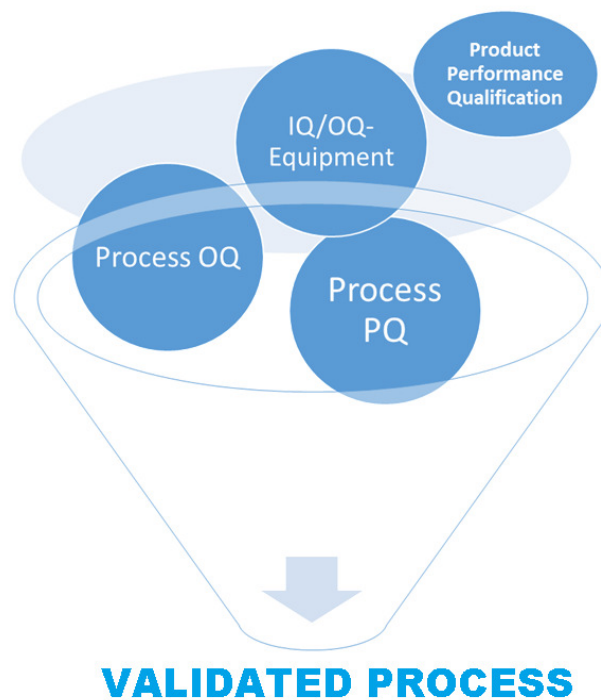 Product
Performance
Qualification
IQ/OQ-
Equipment
Process OQ
Process
PQ
VALIDATED PROCESS